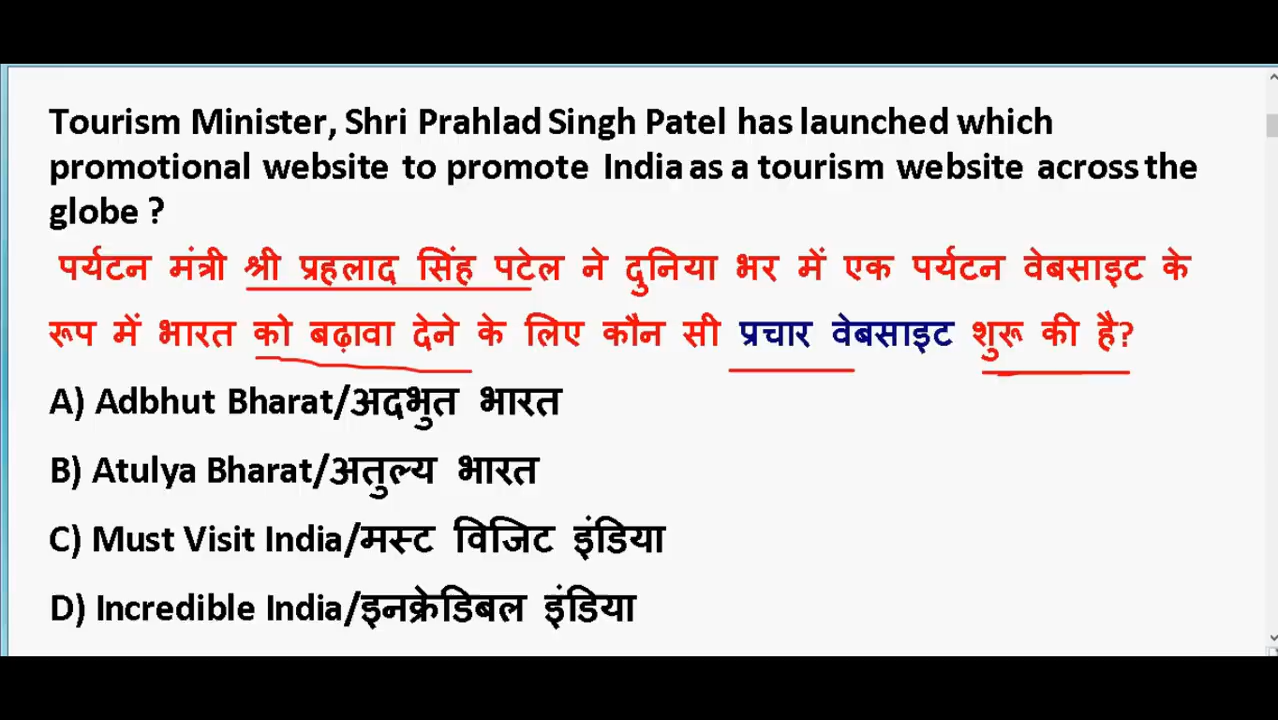 Tourism Minister, Shri Prahlad Singh Patel has launched which
promotional website to promote India as a tourism website across the
globe ?
पर्यटन मंत्री श्री प्रहलाद सिंह पटेल ने दुनिया भर में एक पर्यटन वेबसाइट के
रूप में भारत को बढ़ावा देने के लिए कौन सी प्रचार वेबसाइट शुरू की है?
A) Adbhut Bharat/अदभुत भारत
B) Atulya Bharat/अतुल्य भारत
C) Must Visit India/मस्ट विजिट इंडिया
D) Incredible India/इनक्रेडिबल इंडिया